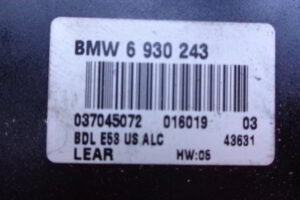 BMW 6 930 243
037045072 016019 03
BDL E53 US ALC 43631
LEAR HW:05